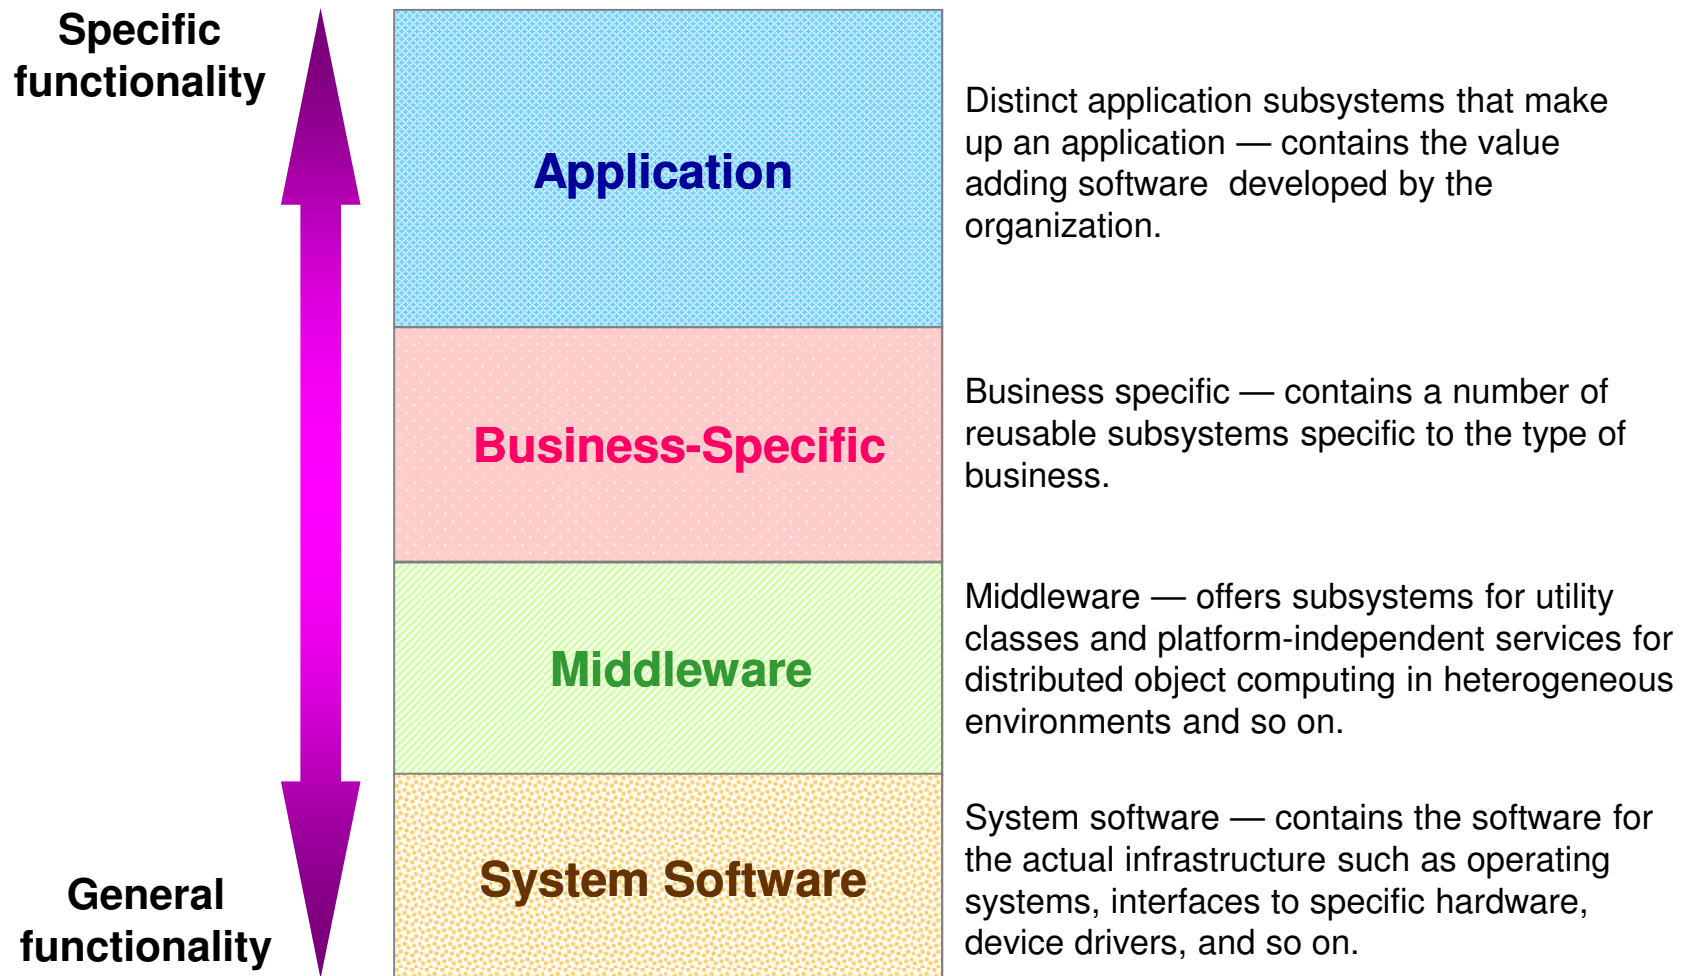 Specific
functionality
Application
Distinct application subsystems that make
up an application — contains the value
adding software  developed by the
organization.
Business-Specific
Business specific — contains a number of
reusable subsystems specific to the type of
business.
Middleware
Middleware — offers subsystems for utility
classes and platform-independent services for
distributed object computing in heterogeneous
environments and so on.
System Software
System software — contains the software for
the actual infrastructure such as operating
systems, interfaces to specific hardware,
device drivers, and so on.
General
functionality